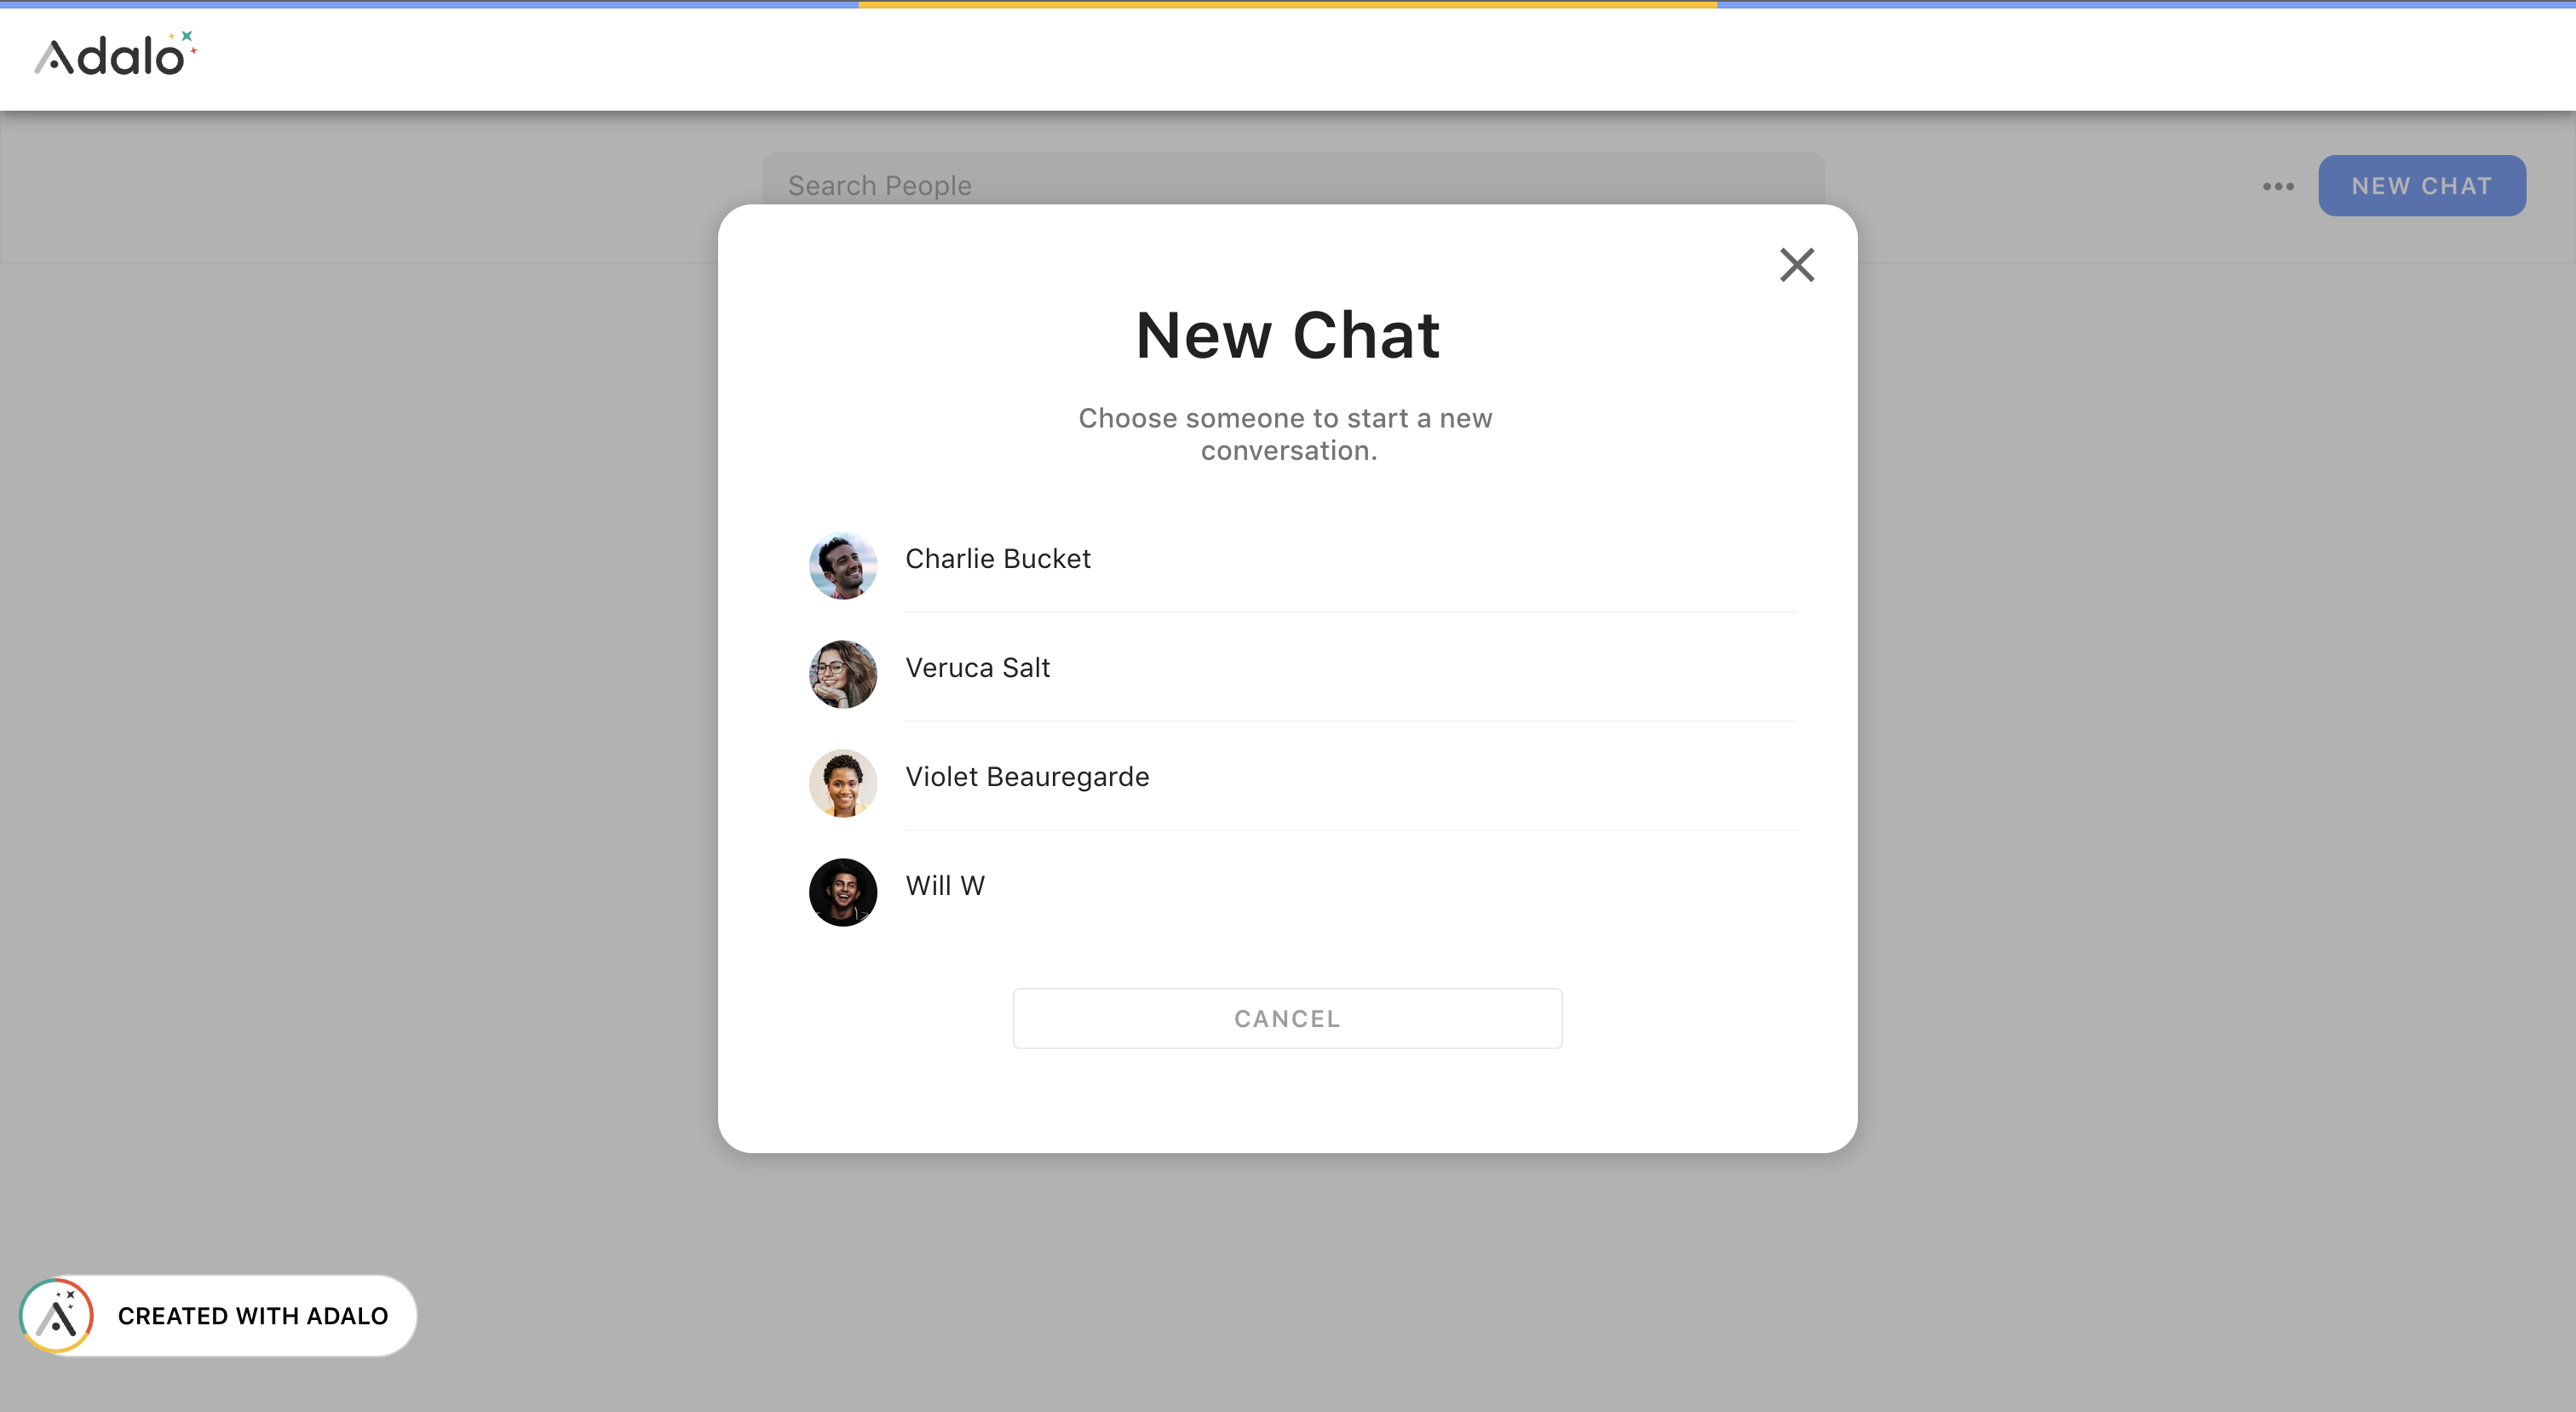 Adalo
Search People
NEW CHAT
New Chat
Choose someone to start a new
conversation.
Charlie Bucket
Veruca Salt
Violet Beauregarde
Will W
CANCEL
CREATED WITH ADALO